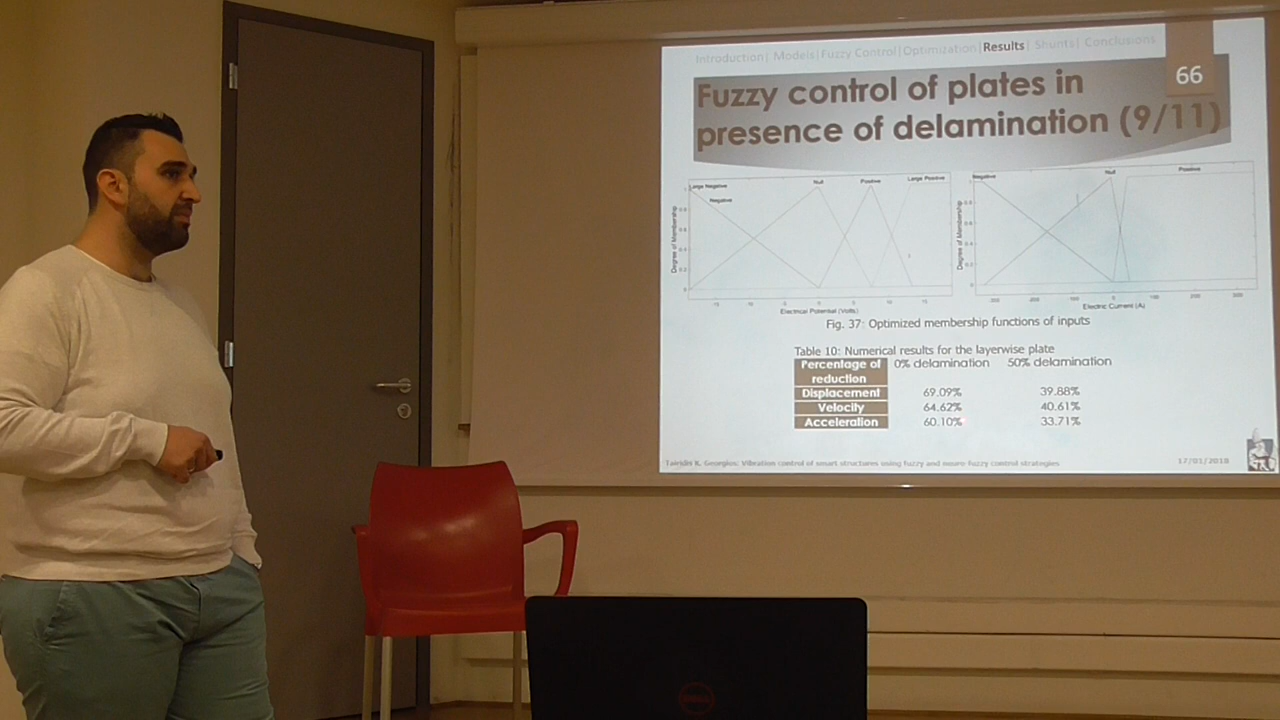 Introduction| Models|Fuzzy Control|Optimization|Results| Shunts| Conclusions
66
Fuzzy control of plates in
presence of delamination (9/11)
Large Negative
Negative
Null
Positive
Large Positive
Degree of Membership
Electrical Potential (Volts)
Negative
Null
Positive
Degree of Membership
Electric Current (A)
Fig. 37: Optimized membership functions of inputs
Table 10: Numerical results for the layerwise plate
Percentage of reduction 0% delamination 50% delamination
Displacement 69.09% 39.88%
Velocity 64.62% 40.61%
Acceleration 60.10% 33.71%
Tairidis K. Georgios: Vibration control of smart structures using fuzzy and neuro-fuzzy control strategies
17/01/2018
DELL